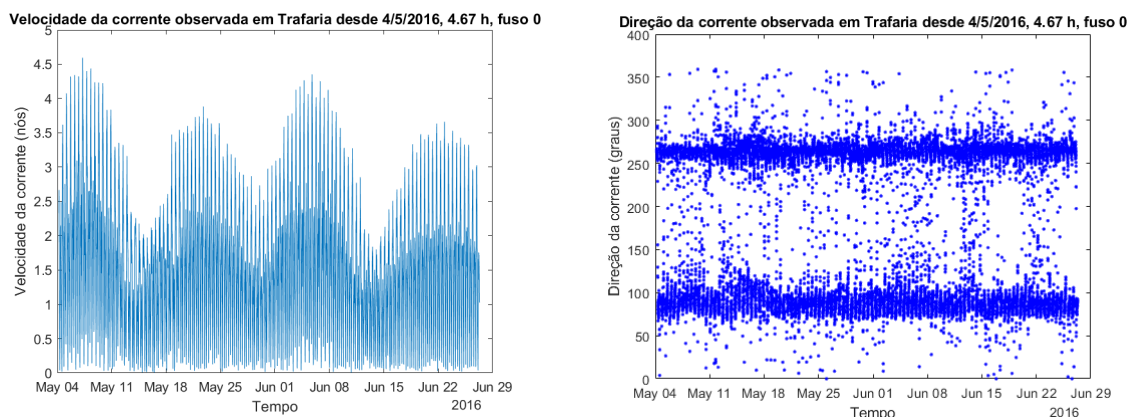 Velocidade da corrente observada em Trafaria desde 4/5/2016, 4.67 h, fuso 0
5
4.5
4
3.5
3
2.5
2
1.5
1
0.5
0
Velocidade da corrente (nós)
May 04 May 11 May 18 May 25 Jun 01 Jun 08 Jun 15 Jun 22 Jun 29
Tempo 2016
Direção da corrente observada em Trafaria desde 4/5/2016, 4.67 h, fuso 0
400
350
300
250
200
150
100
50
0
Direção da corrente (graus)
May 04 May 11 May 18 May 25 Jun 01 Jun 08 Jun 15 Jun 22 Jun 29
Tempo 2016